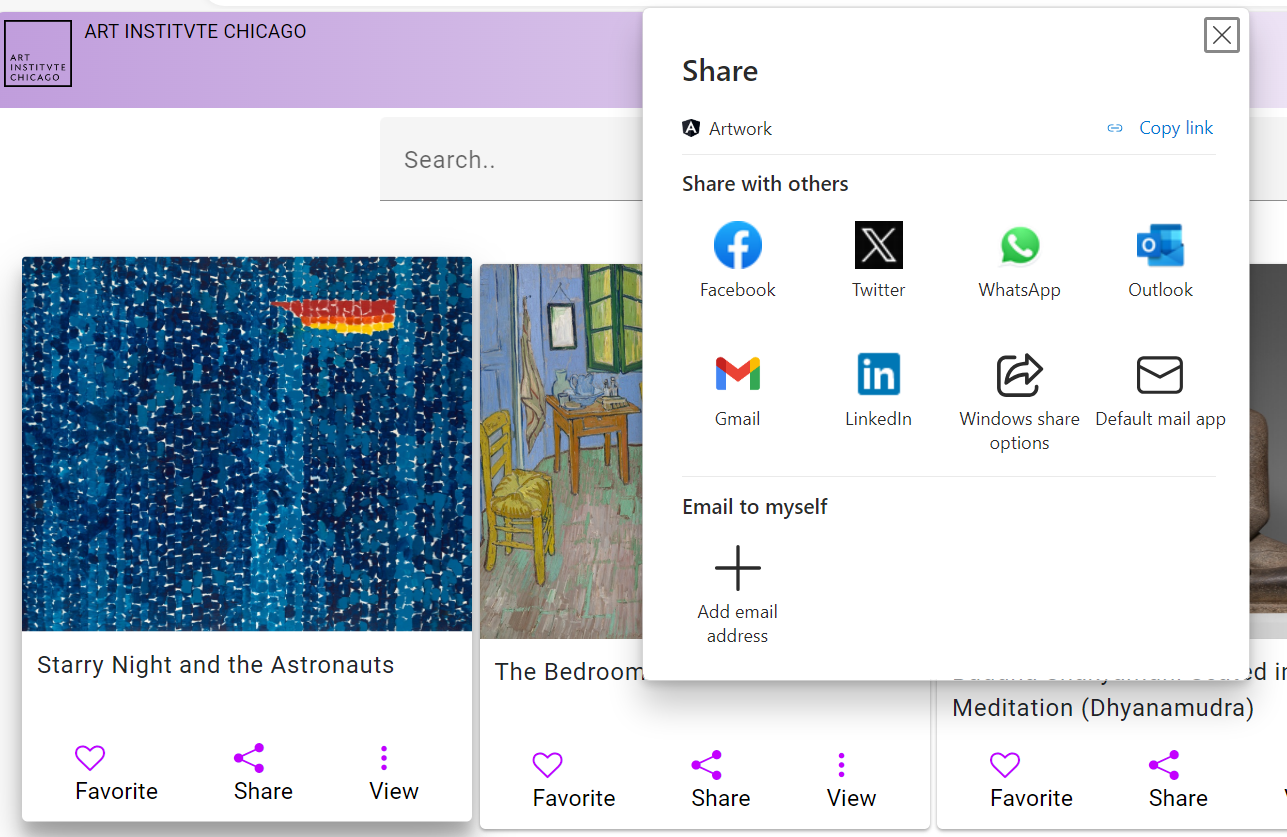 ART INSTITVTE CHICAGO
ART
INSTITVTE
CHICAGO
Search..
Share
Artwork
Copy link
Share with others
Facebook
Twitter
WhatsApp
Outlook
Gmail
LinkedIn
Windows share
options
Default mail app
Email to myself
Add email
address
Starry Night and the Astronauts
Favorite
Share
View
The Bedroom
Favorite
Share
View
Meditation (Dhyanamudra)
Favorite
Share